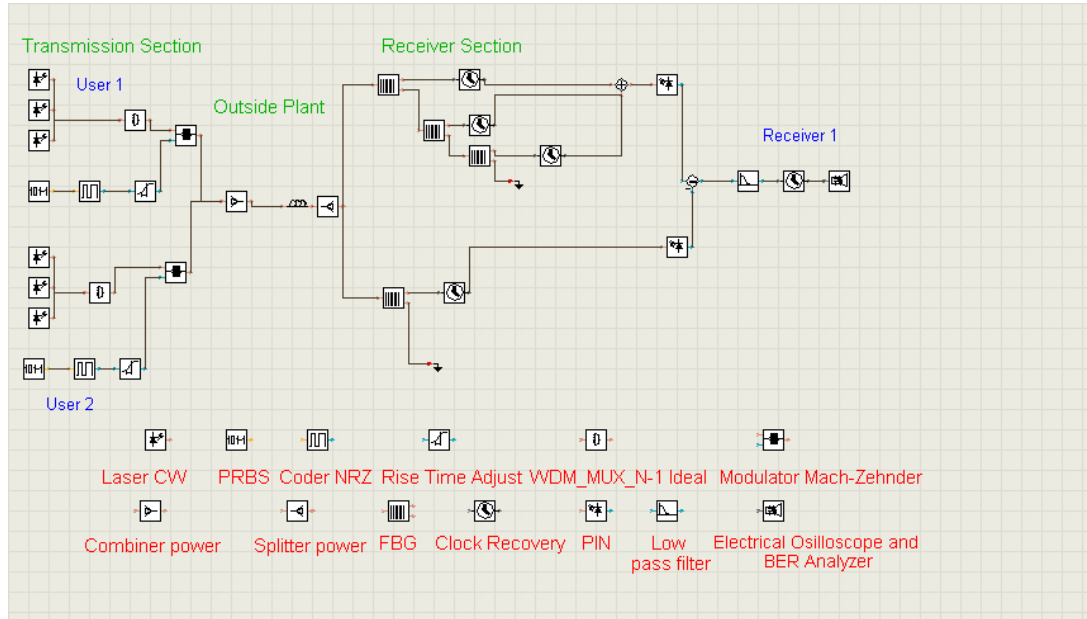 Transmission Section
Receiver Section
User 1
Outside Plant
Receiver 1
User 2
Laser CW
PRBS
Coder NRZ
Rise Time Adjust
WDM_MUX_N-1 Ideal
Modulator Mach-Zehnder
Combiner power
Splitter power
FBG
Clock Recovery
PIN
Low
pass filter
Electrical Osilloscope and
BER Analyzer